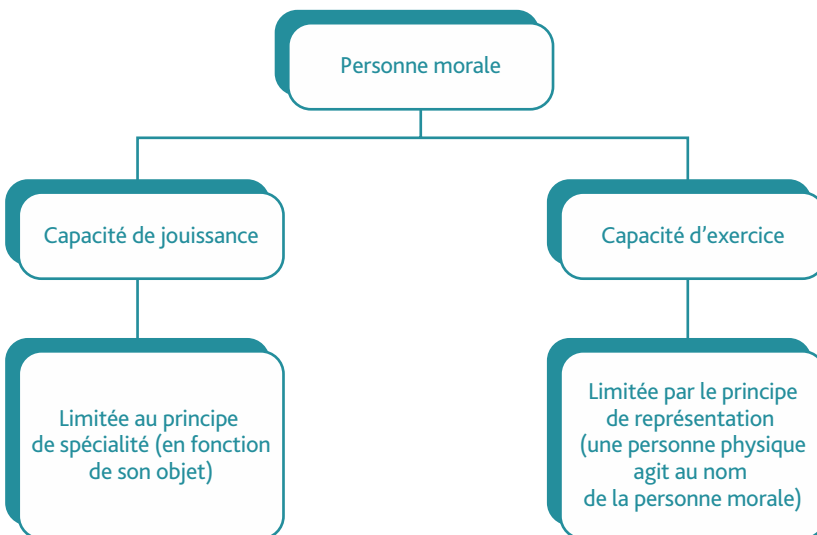 Personne morale
Capacité de jouissance
Capacité d'exercice
Limitée au principe
de spécialité (en fonction
de son objet)
Limitée par le principe
de représentation
(une personne physique
agit au nom
de la personne morale)